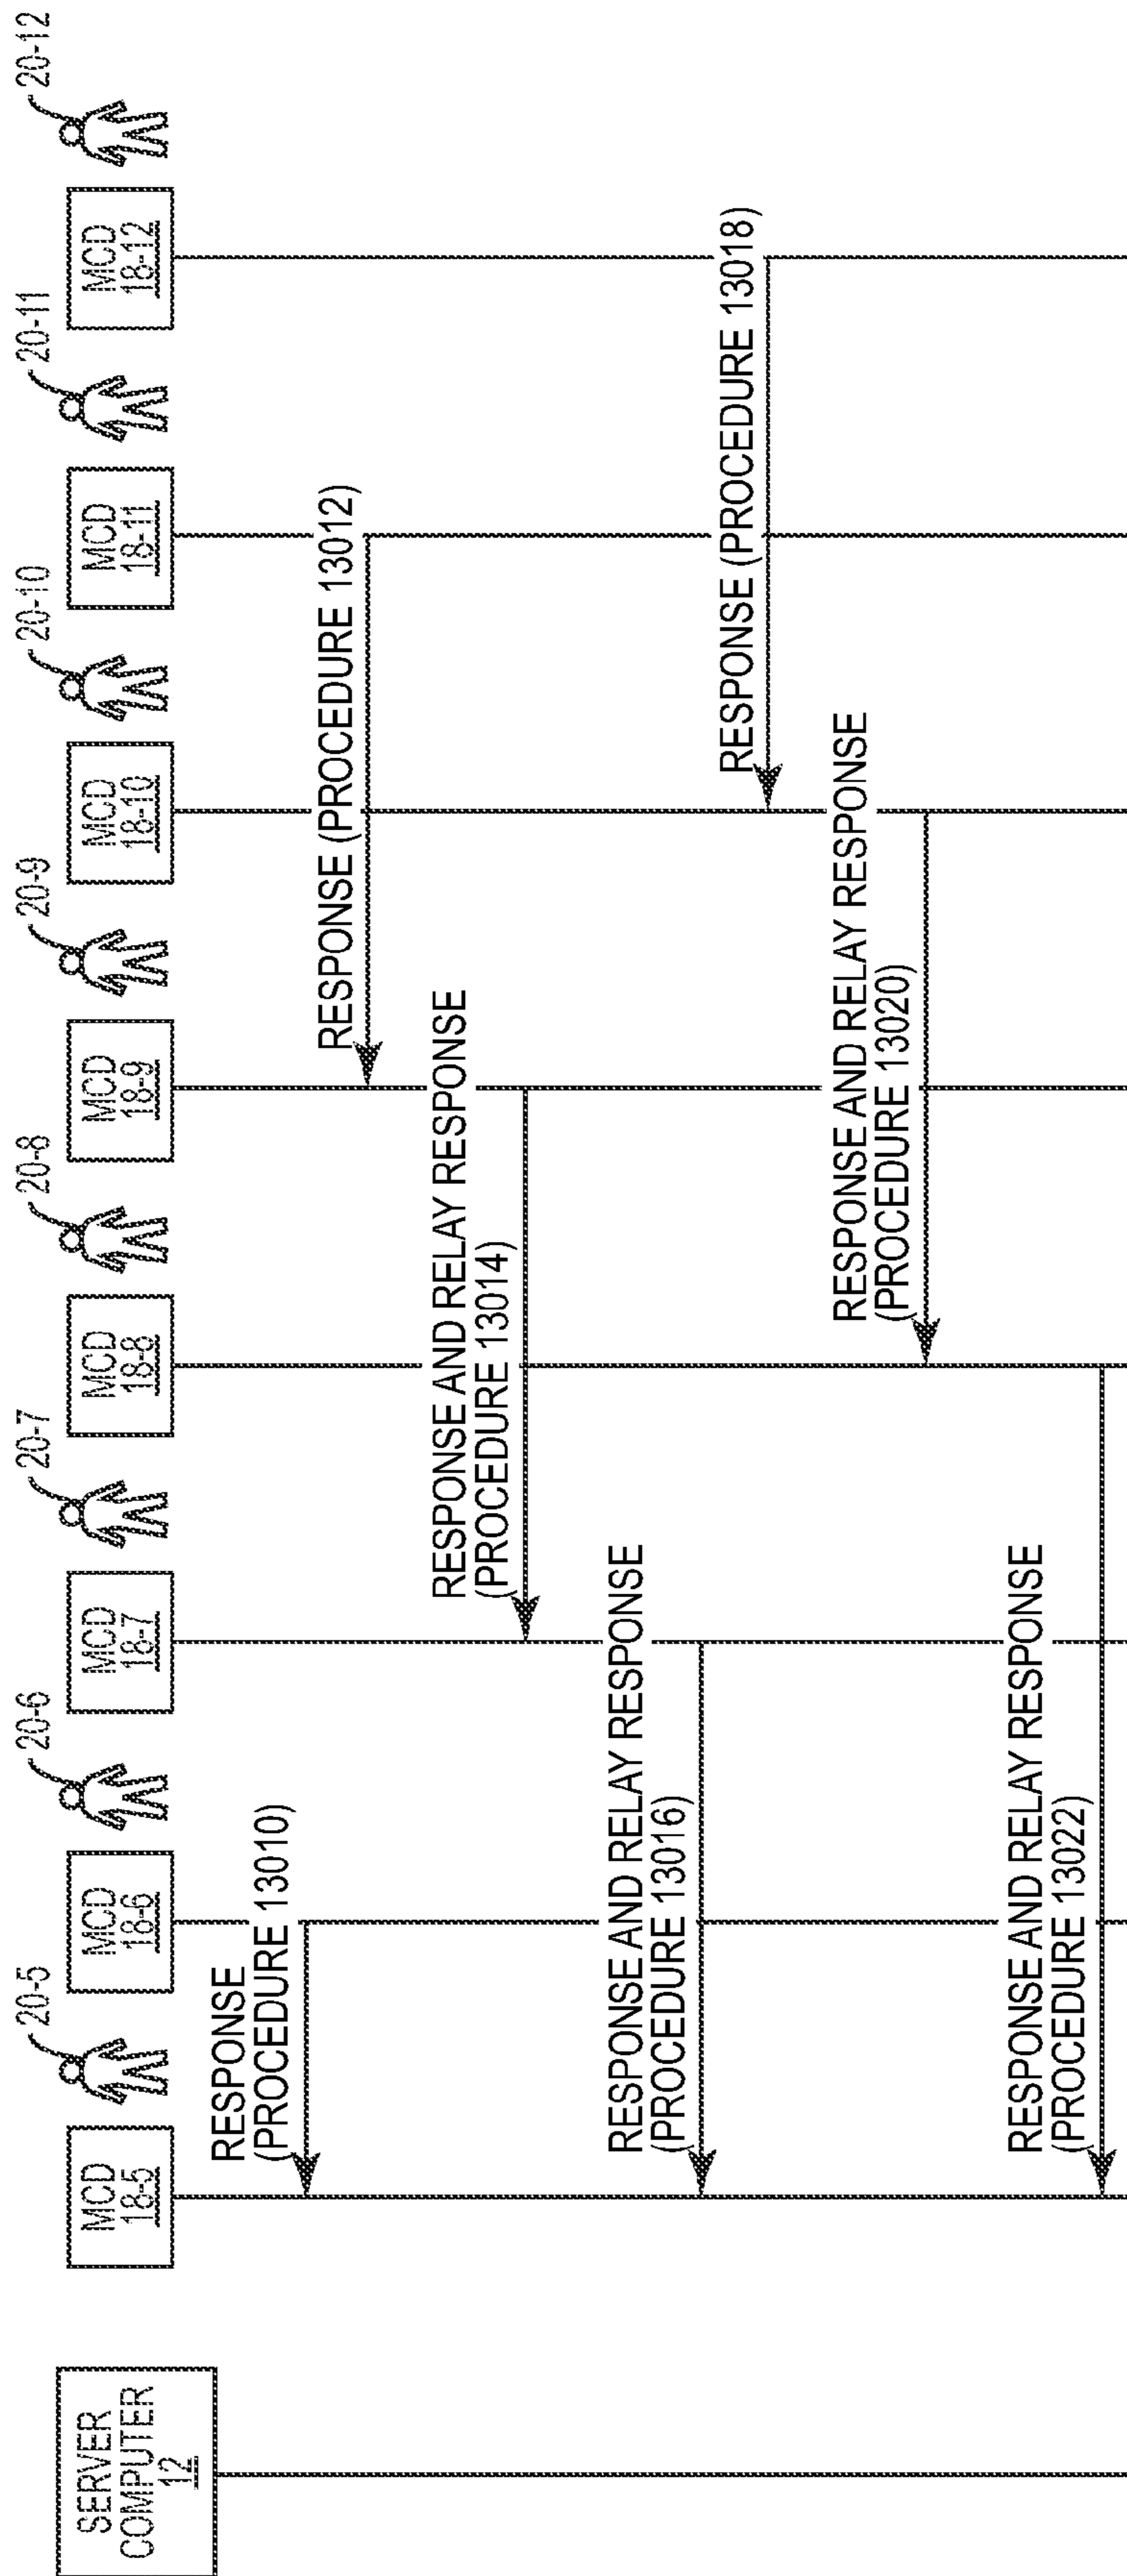 SERVER
COMPUTER
12
MCD
18-5
20-5
MCD
18-6
20-6
MCD
18-7
20-7
MCD
18-8
20-8
MCD
18-9
20-9
MCD
18-10
20-10
MCD
18-11
20-11
MCD
18-12
20-12
RESPONSE
(PROCEDURE 13010)
RESPONSE (PROCEDURE 13012)
RESPONSE AND RELAY RESPONSE
(PROCEDURE 13014)
RESPONSE AND RELAY RESPONSE
(PROCEDURE 13016)
RESPONSE (PROCEDURE 13018)
RESPONSE AND RELAY RESPONSE
(PROCEDURE 13020)
RESPONSE AND RELAY RESPONSE
(PROCEDURE 13022)